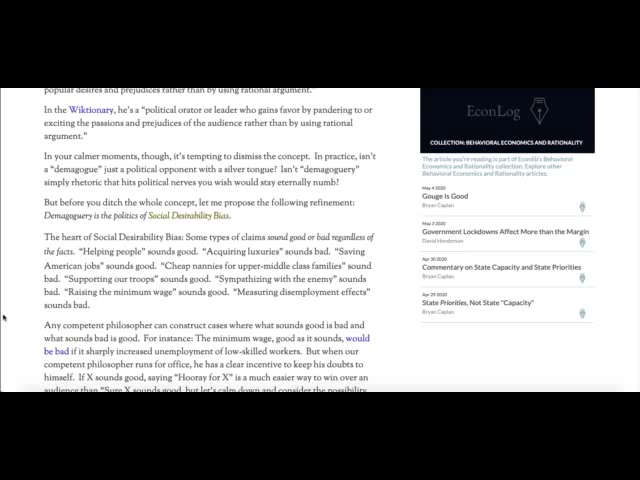 popular desires and prejudices rather than by using rational argument."
In the Wiktionary, he's a "political orator or leader who gains favor by pandering to or
exciting the passions and prejudices of the audience rather than by using rational
argument."
In your calmer moments, though, it's tempting to dismiss the concept. In practice, isn't
a "demagogue" just a political opponent with a silver tongue? Isn't "demagoguery"
simply rhetoric that hits political nerves you wish would stay eternally numb?
But before you ditch the whole concept, let me propose the following refinement:
Demagoguery is the politics of Social Desirability Bias.
The heart of Social Desirability Bias: Some types of claims sound good or bad regardless of
the facts. "Helping people" sounds good. "Acquiring luxuries" sounds bad. "Saving
American jobs" sounds good. "Cheap nannies for upper-middle class families" sound
bad. "Supporting our troops" sounds good. "Sympathizing with the enemy" sounds
bad. "Raising the minimum wage" sounds good. "Measuring disemployment effects"
sounds bad.
Any competent philosopher can construct cases where what sounds good is bad and
what sounds bad is good. For instance: The minimum wage, good as it sounds, would
be bad if it sharply increased unemployment of low-skilled workers. But when our
competent philosopher runs for office, he has a clear incentive to keep his doubts to
himself. If X sounds good, saying "Hooray for X" is a much easier way to win over an
audience than "Sure X sounds good, but let's calm down and consider the possibility
EconLog
COLLECTION: BEHAVIORAL ECONOMICS AND RATIONALITY
The article you're reading is part of Econlib's Behavioral
Economics and Rationality collection. Explore other
Behavioral Economics and Rationality articles:
May 4 2020
Gouge Is Good
Bryan Caplan
May 3 2020
Government Lockdowns Affect More than the Margin
David Henderson
Apr 30 2020
Commentary on State Capacity and State Priorities
Bryan Caplan
Apr 29 2020
State Priorities, Not State "Capacity"
Bryan Caplan